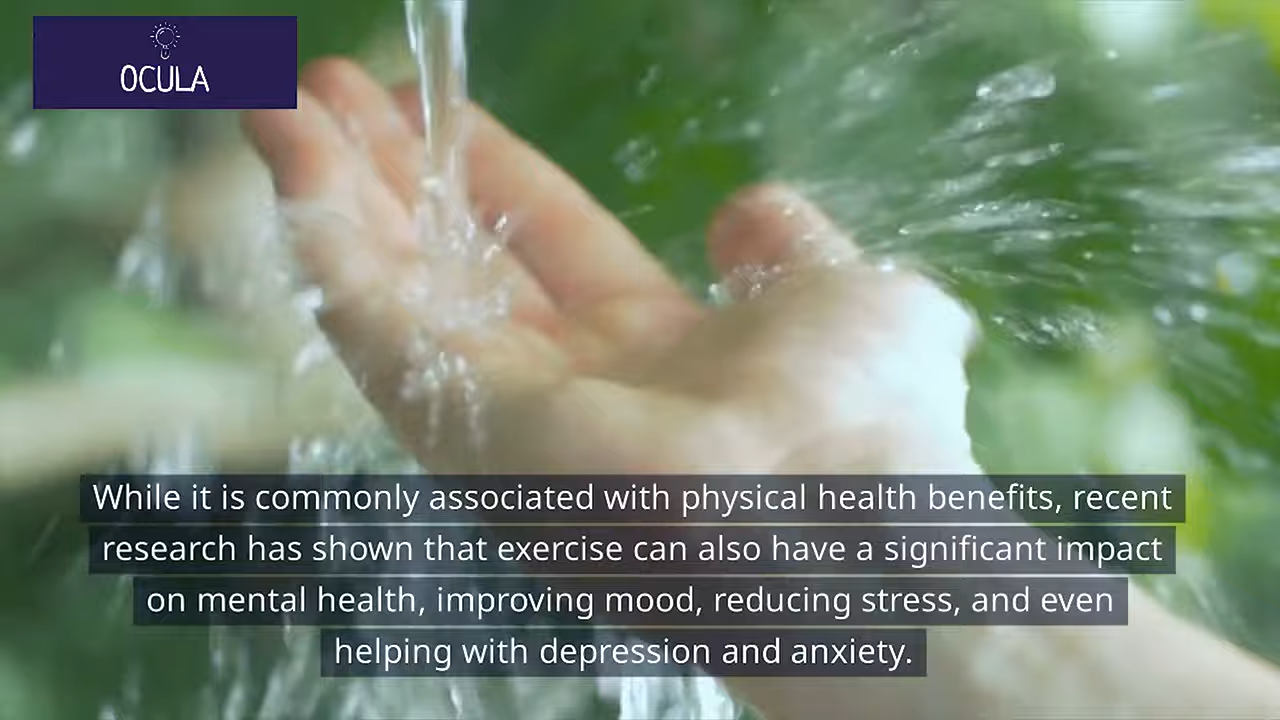 OCULA
While it is commonly associated with physical health benefits, recent
research has shown that exercise can also have a significant impact
on mental health, improving mood, reducing stress, and even
helping with depression and anxiety.